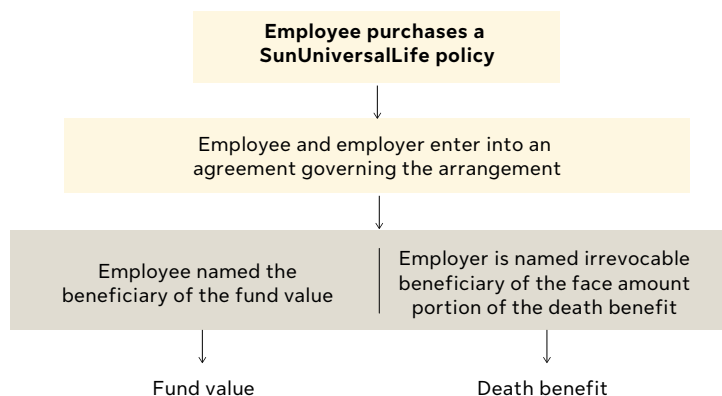 Employee purchases a
SunUniversalLife policy
Employee and employer enter into an
agreement governing the arrangement
Employee named the
beneficiary of the fund value
Employer is named irrevocable
beneficiary of the face amount
portion of the death benefit
Fund value
Death benefit